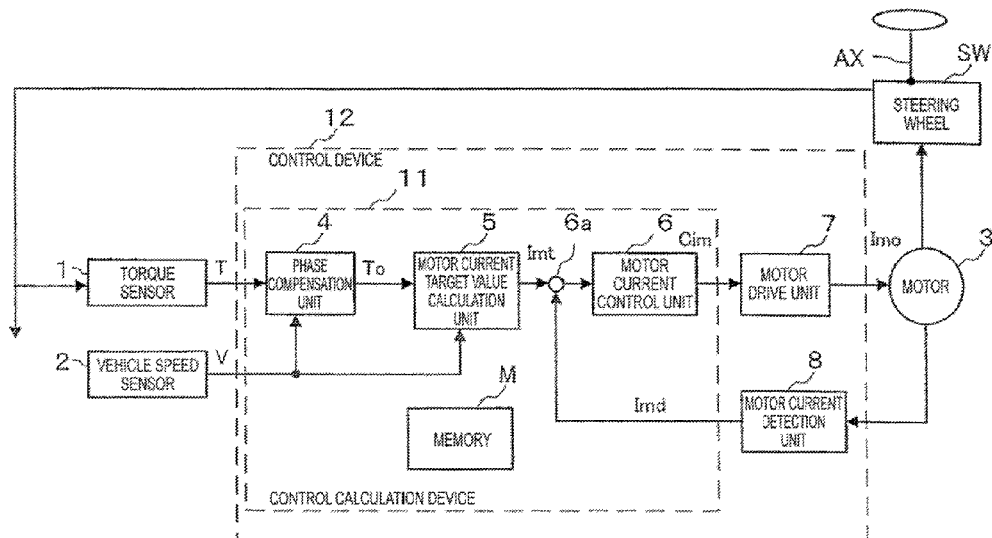 AX
SW
STEERING
WHEEL
12
CONTROL DEVICE
11
4
5
6a
6
7
Imo
3
1
TORQUE
SENSOR
T
PHASE
COMPENSATION
UNIT
To
MOTOR CURRENT
TARGET VALUE
CALCULATION
UNIT
Imt
MOTOR
CURRENT
CONTROL UNIT
Cim
MOTOR
DRIVE UNIT
MOTOR
2
VEHICLE SPEED
SENSOR
V
M
MEMORY
Imd
8
MOTOR CURRENT
DETECTION
UNIT
CONTROL CALCULATION DEVICE